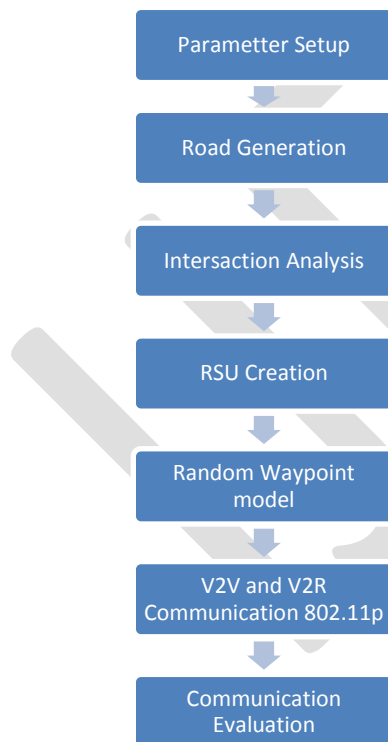 Parametter Setup
Road Generation
Intersaction Analysis
RSU Creation
Random Waypoint
model
V2V and V2R
Communication 802.11p
Communication
Evaluation